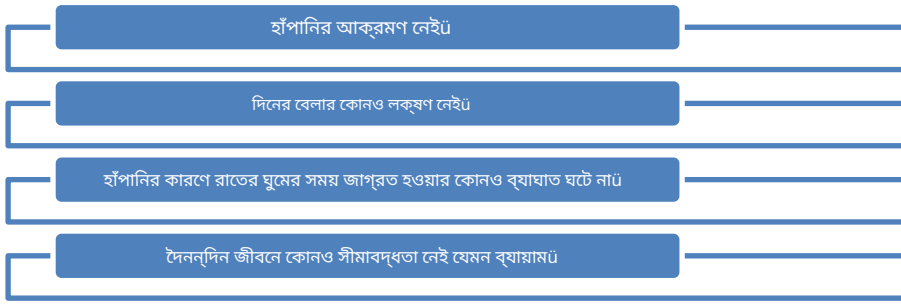 হাঁপানির আক্রমণ নেইü
দিনের বেলার কোনও লক্ষণ নেইü
হাঁপানির কারণে রাতের ঘুমের সময় জাগ্রত হওয়ার কোনও ব্যাঘাত ঘটে নাü
দৈনন্দিন জীবনে কোনও সীমাবদ্ধতা নেই যেমন ব্যায়ামü